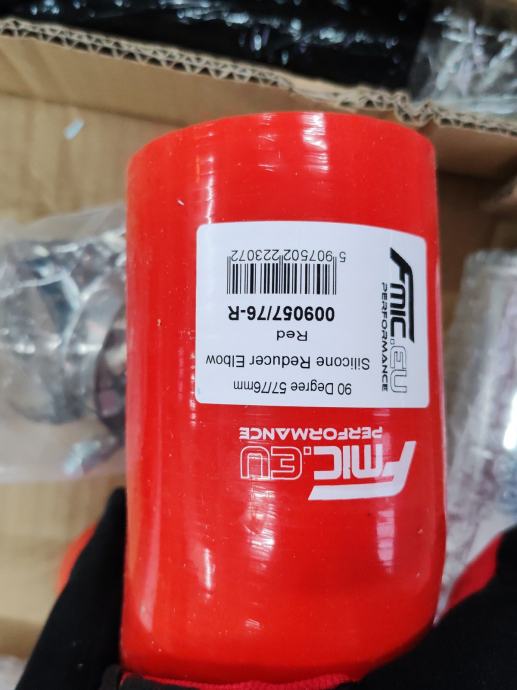 90 Degree 57/76mm
Silicone Reducer Elbow
Red
009057/76-R
5 907502 223072
FMIC.EU
PERFORMANCE
FMIC.EU
PERFORMANCE